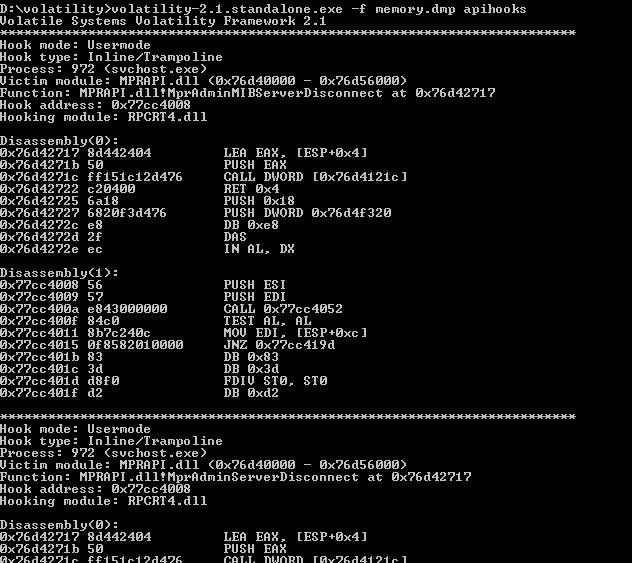 D:\volatility>volatility-2.1.standalone.exe -f memory.dmp apihooks
Volatile Systems Volatility Framework 2.1
************************************************************************
Hook mode: Usermode
Hook type: Inline/Trampoline
Process: 972 (svchost.exe)
Victim module: MPRAPI.dll (0x76d40000 - 0x76d56000)
Function: MPRAPI.dll!MprAdminMIBServerDisconnect at 0x76d42717
Hook address: 0x77cc4008
Hooking module: RPCRT4.dll
Disassembly(0):
0x76d42717 8d442404 LEA EAX, [ESP+0x4]
0x76d4271b 50 PUSH EAX
0x76d4271c ff151c12d476 CALL DWORD [0x76d4121c]
0x76d42722 c20400 RET 0x4
0x76d42725 6a18 PUSH 0x18
0x76d42727 6820f3d476 PUSH DWORD 0x76d4f320
0x76d4272c e8 DB 0xe8
0x76d4272d 2f DAS
0x76d4272e ec IN AL, DX
Disassembly(1):
0x77cc4008 56 PUSH ESI
0x77cc4009 57 PUSH EDI
0x77cc400a e843000000 CALL 0x77cc4052
0x77cc400f 84c0 TEST AL, AL
0x77cc4011 8b7c240c MOV EDI, [ESP+0xc]
0x77cc4015 0f8582010000 JNZ 0x77cc419d
0x77cc401b 83 DB 0x83
0x77cc401c 3d DB 0x3d
0x77cc401d d8f0 FDIV ST0, ST0
0x77cc401f d2 DB 0xd2
************************************************************************
Hook mode: Usermode
Hook type: Inline/Trampoline
Process: 972 (svchost.exe)
Victim module: MPRAPI.dll (0x76d40000 - 0x76d56000)
Function: MPRAPI.dll!MprAdminServerDisconnect at 0x76d42717
Hook address: 0x77cc4008
Hooking module: RPCRT4.dll
Disassembly(0):
0x76d42717 8d442404 LEA EAX, [ESP+0x4]
0x76d4271b 50 PUSH EAX
0x76d4271c ff151c12d476 CALL DWORD [0x76d4121c]